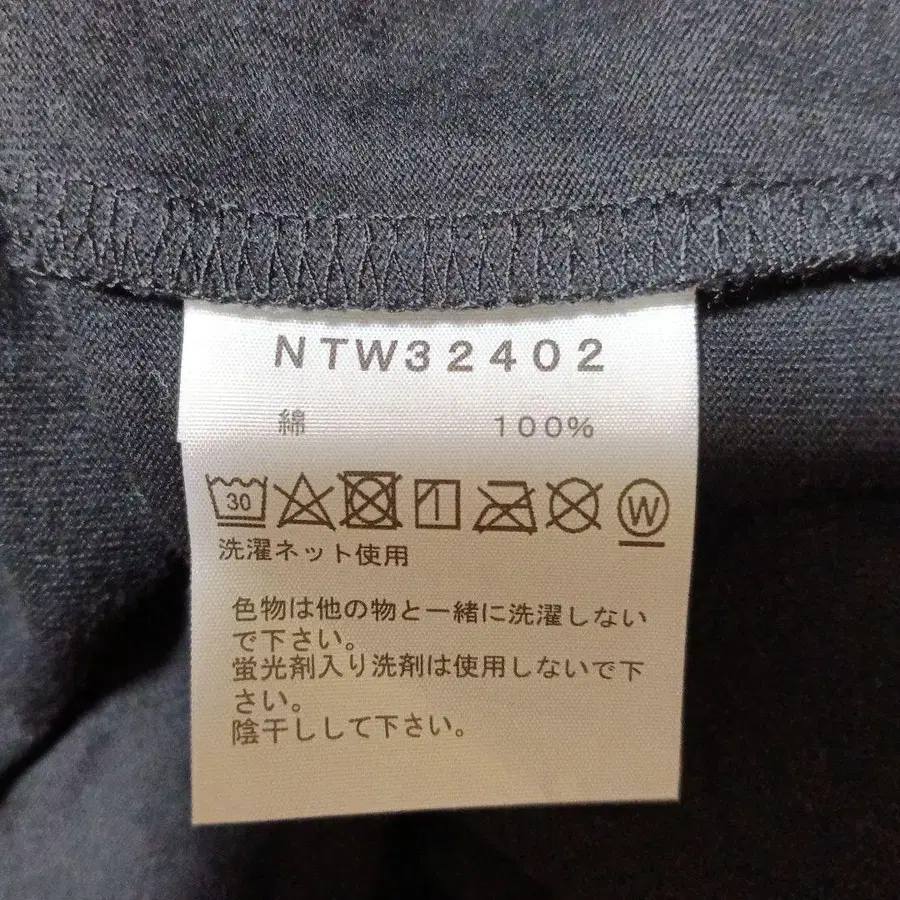 NTW32402
綿 100%
30 W
洗濯ネット使用
色物は他の物と一緒に洗濯しない
で下さい。
蛍光剤入り洗剤は使用しないで下
さい。
陰干しして下さい。